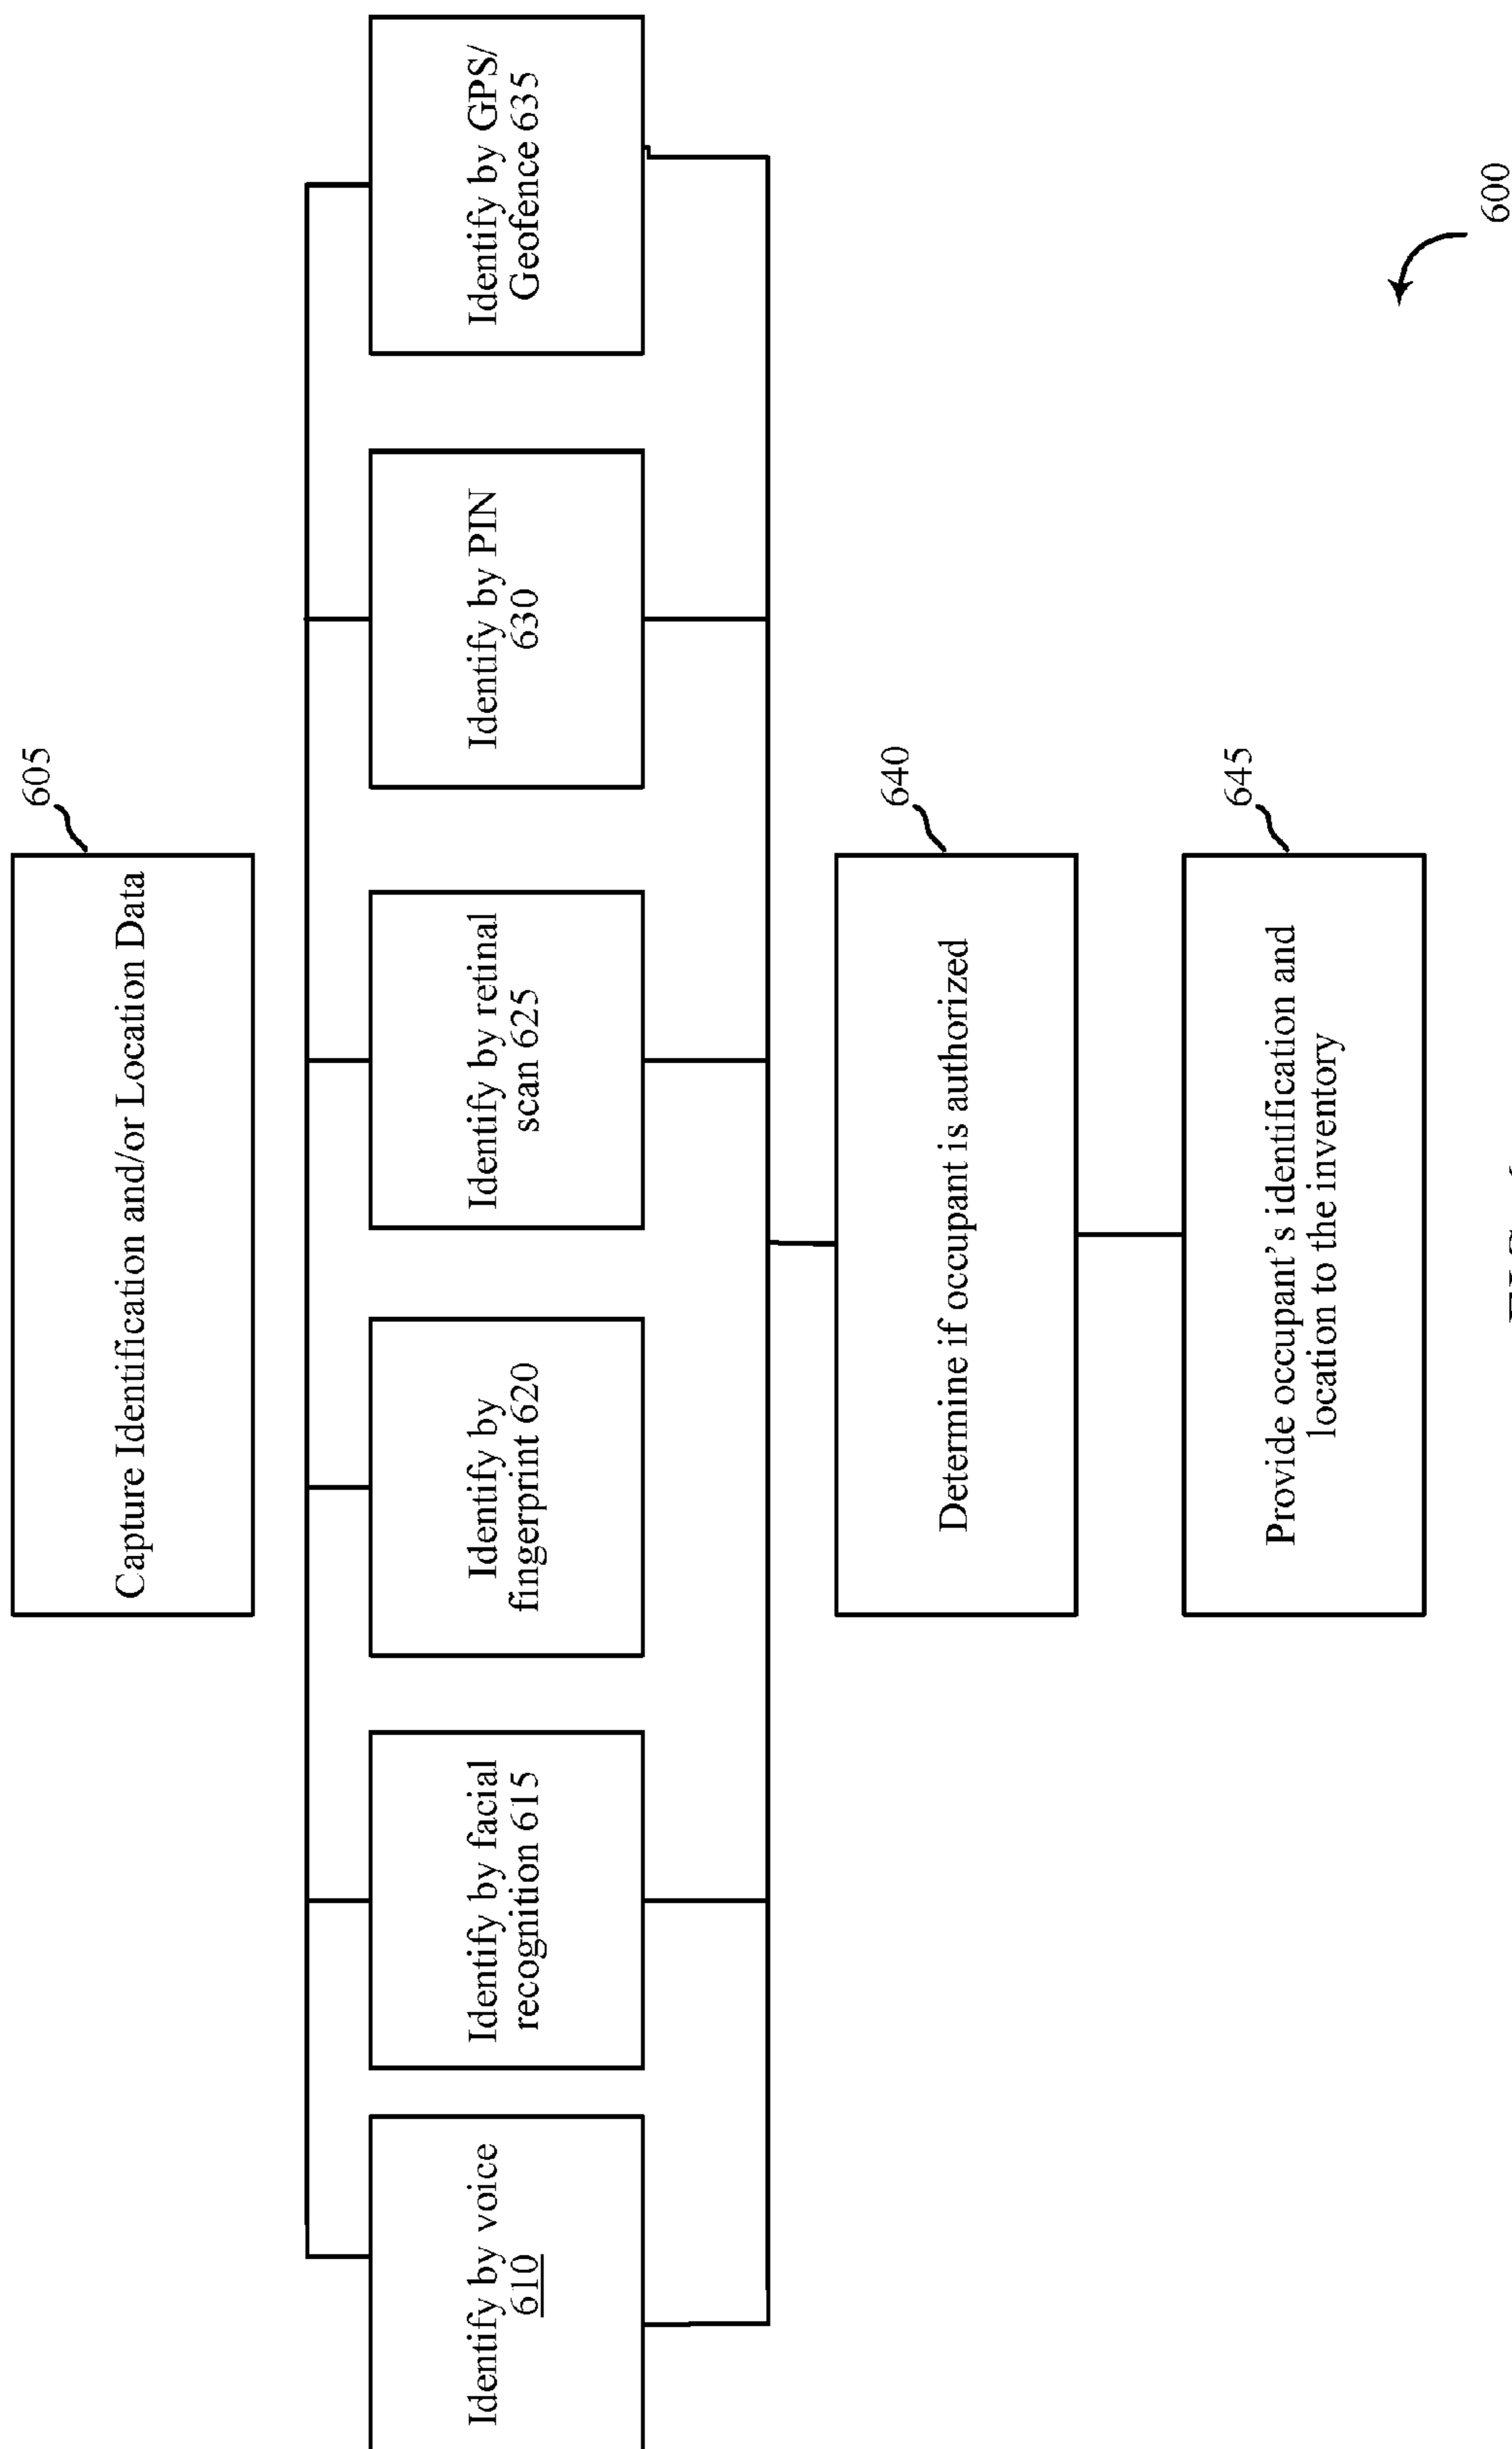 605
Capture Identification and/or Location Data
Identify by voice
610
Identify by facial
recognition 615
Identify by
fingerprint 620
Identify by retinal
scan 625
Identify by PIN
630
Identify by GPS/
Geofence 635
640
Determine if occupant is authorized
645
Provide occupant's identification and
location to the inventory
600